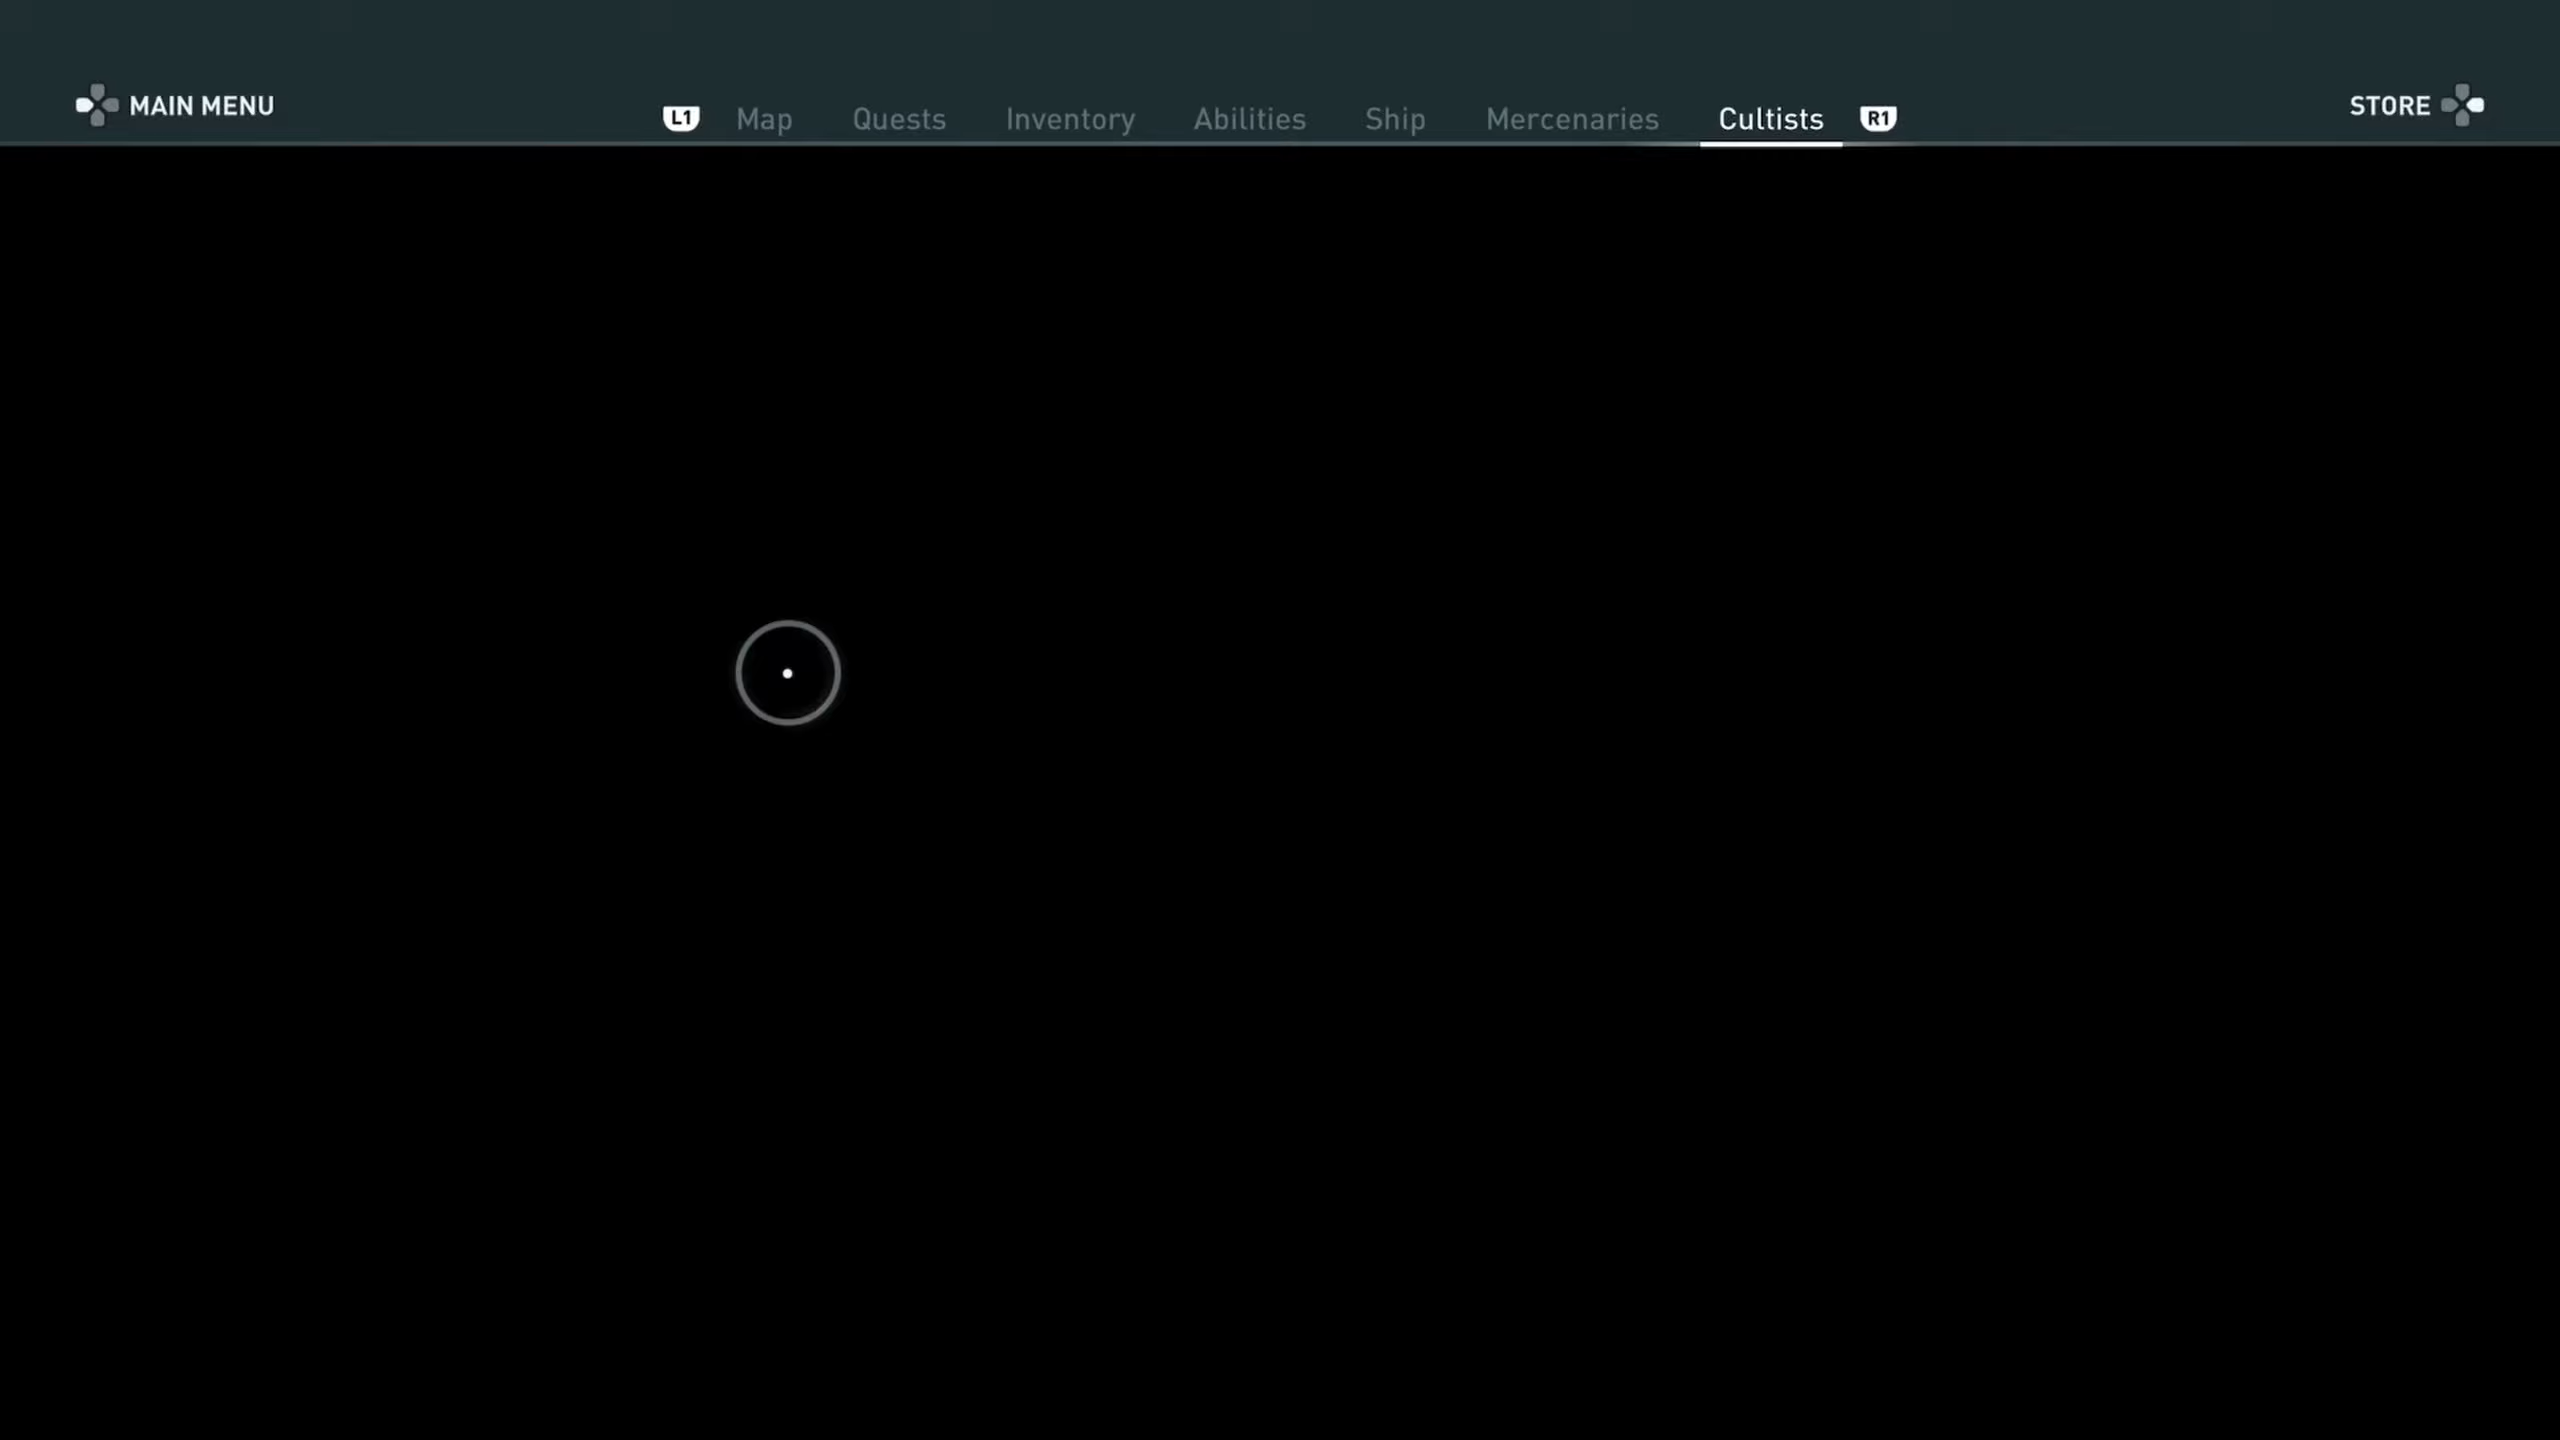 MAIN MENU
L1 Map Quests Inventory Abilities Ship Mercenaries Cultists R1
STORE